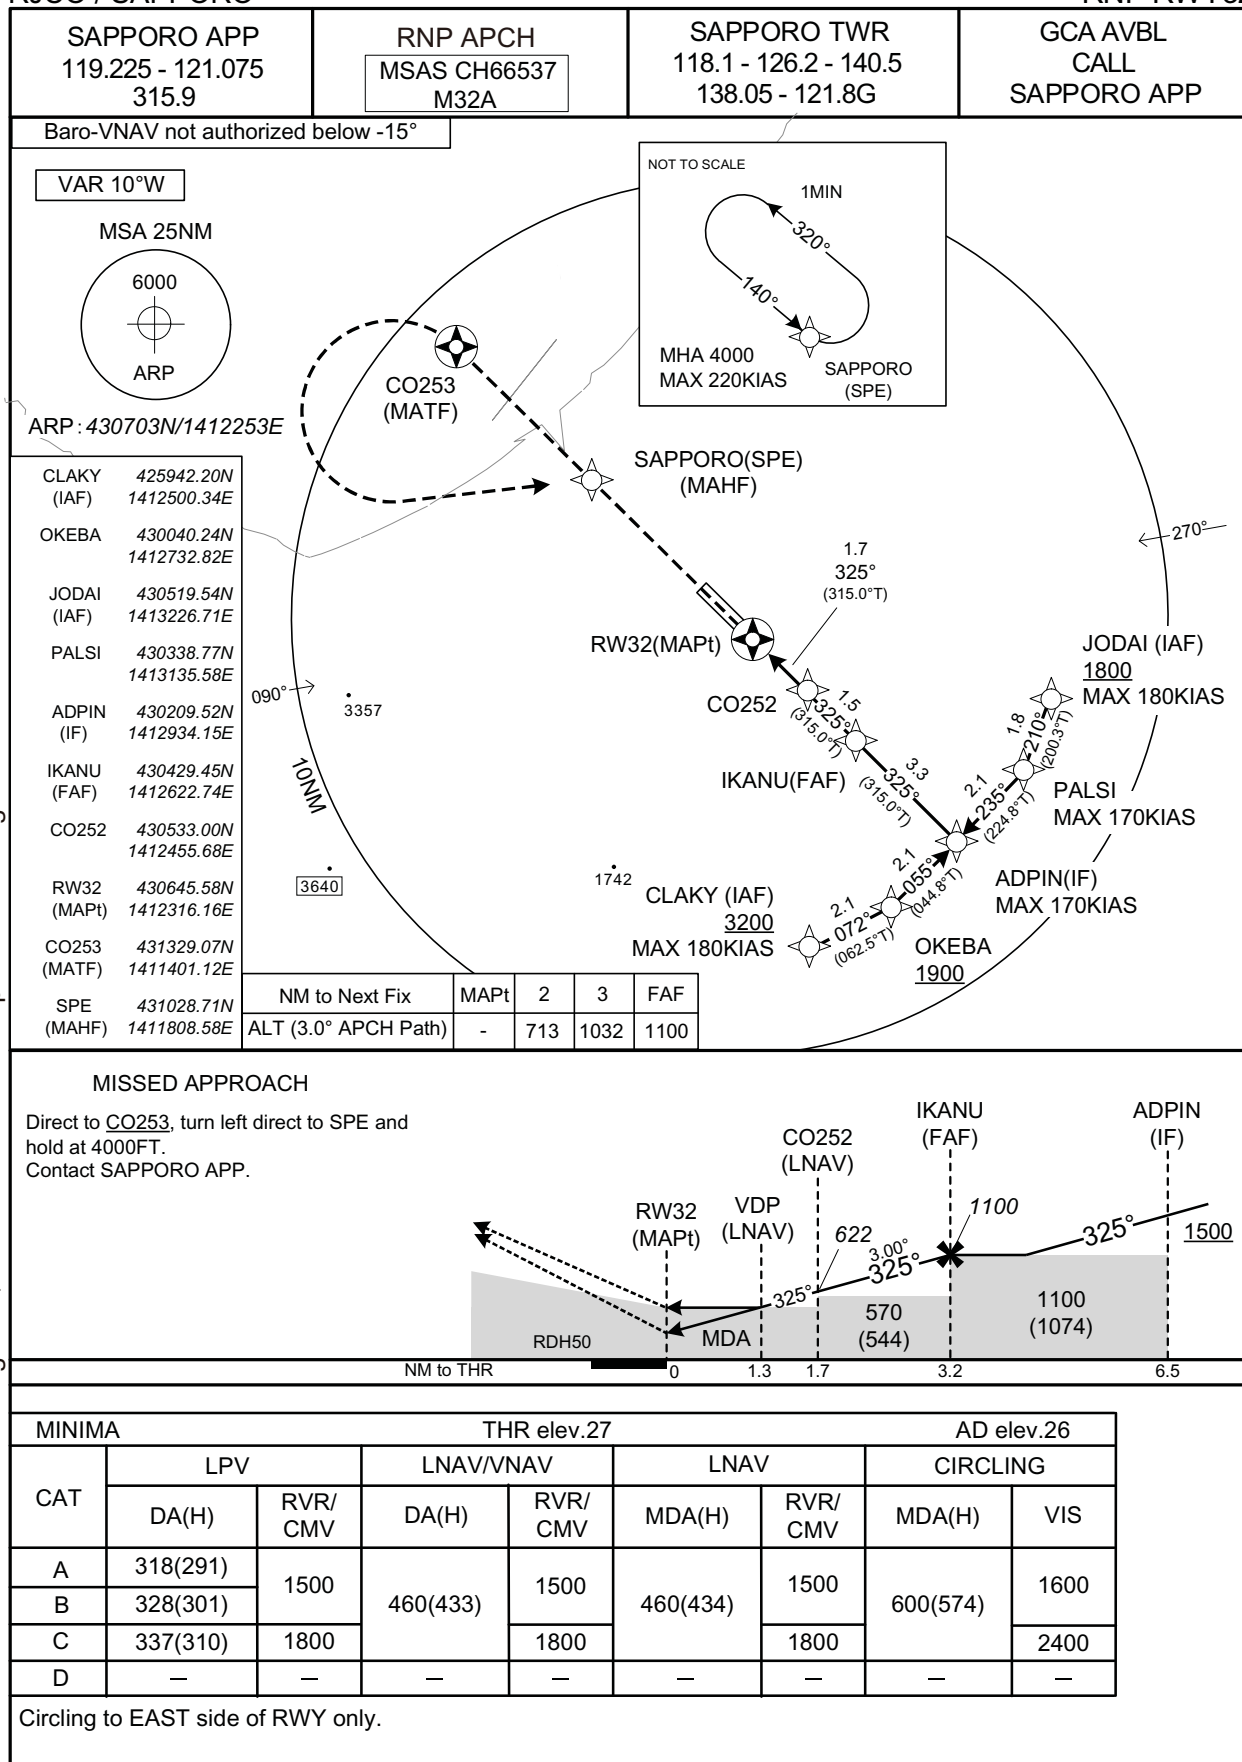 SAPPORO APP
119.225 - 121.075
315.9
RNP APCH
MSAS CH66537
M32A
SAPPORO TWR
118.1 - 126.2 - 140.5
138.05 - 121.8G
GCA AVBL
CALL
SAPPORO APP
Baro-VNAV not authorized below -15°
VAR 10°W
MSA 25NM
6000
ARP
ARP : 430703N/1412253E
NOT TO SCALE
1MIN
320°
140°
MHA 4000
MAX 220KIAS
SAPPORO
(SPE)
CO253
(MATF)
SAPPORO(SPE)
(MAHF)
270°
1.7
325°
(315.0°T)
RW32(MAPt)
JODAI (IAF)
1800
MAX 180KIAS
090°
3357
CO252
1.5
325°
(315.0°T)
1.8
210°
(200.3°T)
IKANU(FAF)
3.3
325°
(315.0°T)
2.1
235°
(224.8°T)
PALSI
MAX 170KIAS
10NM
3640
1742
2.1
055°
(044.8°T)
ADPIN(IF)
MAX 170KIAS
CLAKY (IAF)
3200
MAX 180KIAS
2.1
072°
(062.5°T)
OKEBA
1900
CLAKY 425942.20N
(IAF) 1412500.34E
OKEBA 430040.24N
1412732.82E
JODAI 430519.54N
(IAF) 1413226.71E
PALSI 430338.77N
1413135.58E
ADPIN 430209.52N
(IF) 1412934.15E
IKANU 430429.45N
(FAF) 1412622.74E
CO252 430533.00N
1412455.68E
RW32 430645.58N
(MAPt) 1412316.16E
CO253 431329.07N
(MATF) 1411401.12E
SPE 431028.71N
(MAHF) 1411808.58E
NM to Next Fix MAPt 2 3 FAF
ALT (3.0° APCH Path) - 713 1032 1100
MISSED APPROACH
Direct to CO253, turn left direct to SPE and
hold at 4000FT.
Contact SAPPORO APP.
RW32
(MAPt)
VDP
(LNAV)
CO252
(LNAV)
IKANU
(FAF)
ADPIN
(IF)
622
1100
325°
1500
3.00°
325°
325°
570
(544)
1100
(1074)
RDH50
MDA
NM to THR 0 1.3 1.7 3.2 6.5
MINIMA THR elev.27 AD elev.26
CAT LPV LNAV/VNAV LNAV CIRCLING
DA(H) RVR/ CMV DA(H) RVR/ CMV MDA(H) RVR/ CMV MDA(H) VIS
A 318(291) 1500 460(433) 1500 460(434) 1500 600(574) 1600
B 328(301)
C 337(310) 1800 1800 1800 2400
D – – – – – – – –
Circling to EAST side of RWY only.